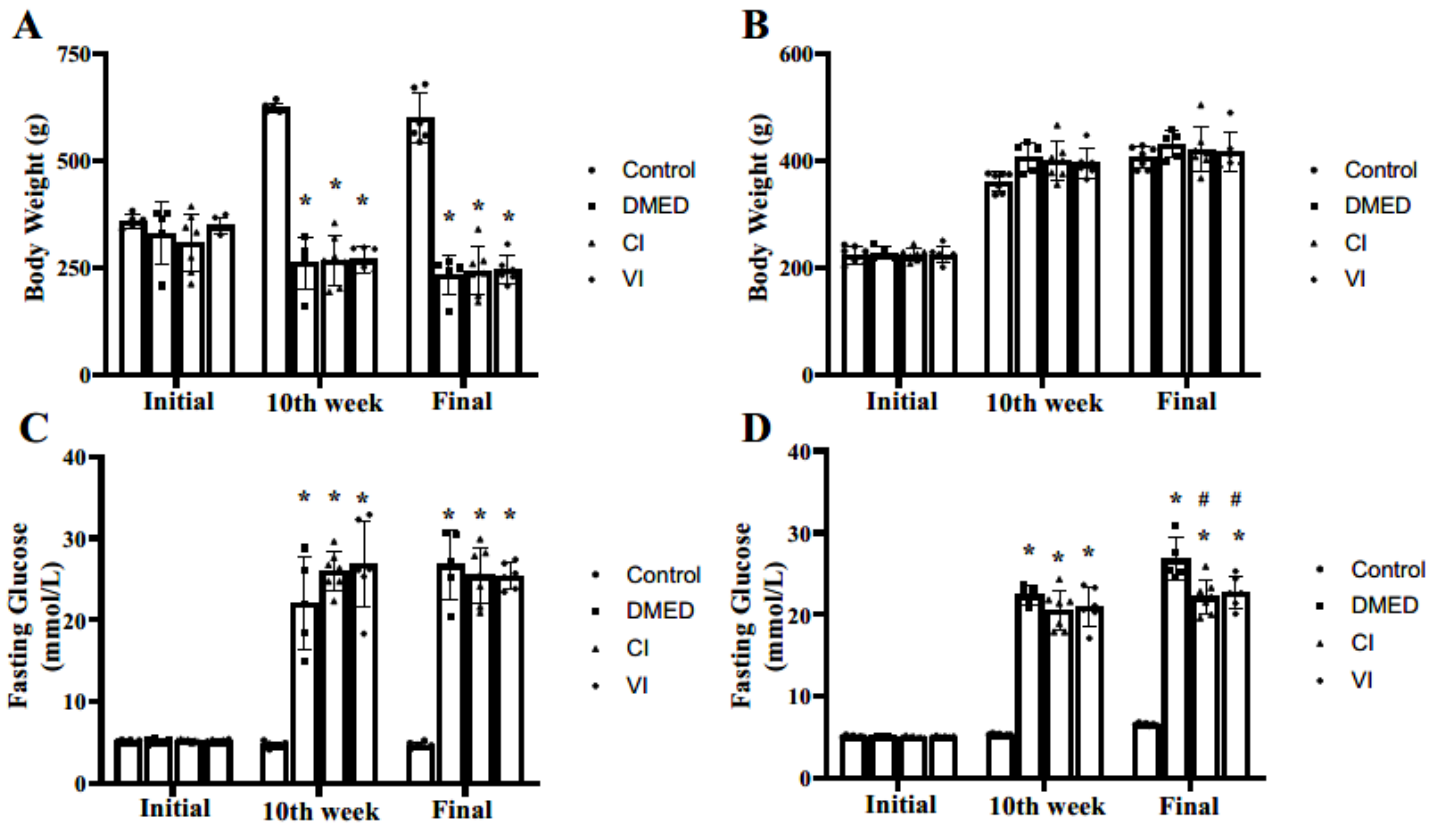 A
Body Weight (g)
750
500
250
0
* * *
* * *
Initial
10th week
Final
Control
DMED
CI
VI
B
Body Weight (g)
600
400
200
0
Initial
10th week
Final
Control
DMED
CI
VI
C
Fasting Glucose
(mmol/L)
40
30
20
10
0
* * *
* * *
Initial
10th week
Final
Control
DMED
CI
VI
D
Fasting Glucose
(mmol/L)
40
30
20
10
0
* * *
* # #
* *
Initial
10th week
Final
Control
DMED
CI
VI